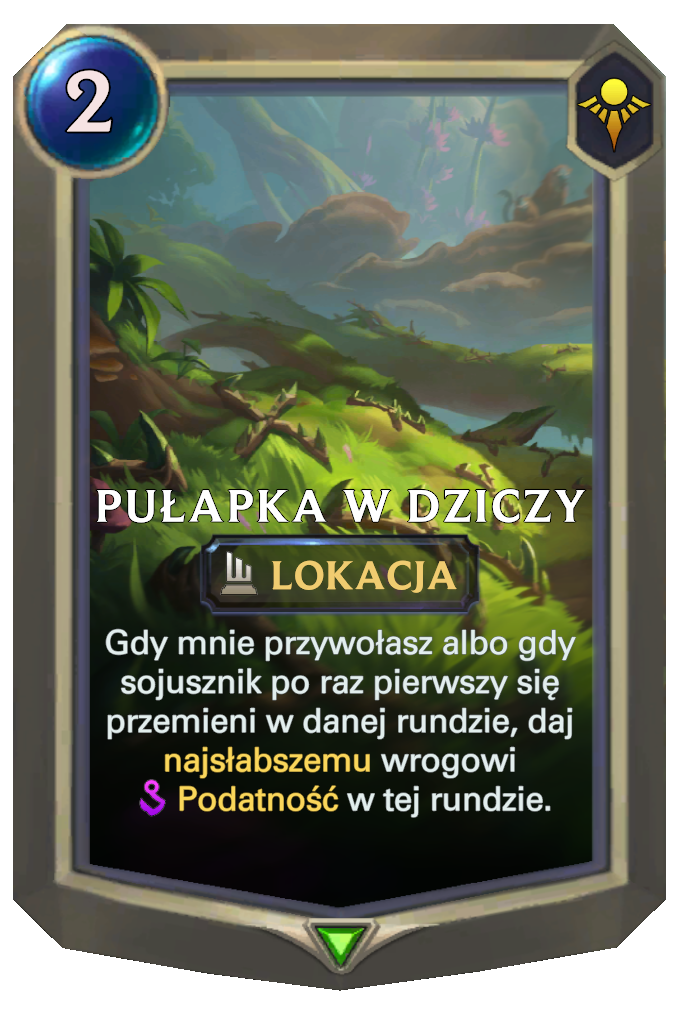 2
PUŁAPKA W DZICZY
LOKACJA
Gdy mnie przywołasz albo gdy
sojusznik po raz pierwszy się
przemieni w danej rundzie, daj
najsłabszemu wrogowi
Podatność w tej rundzie.